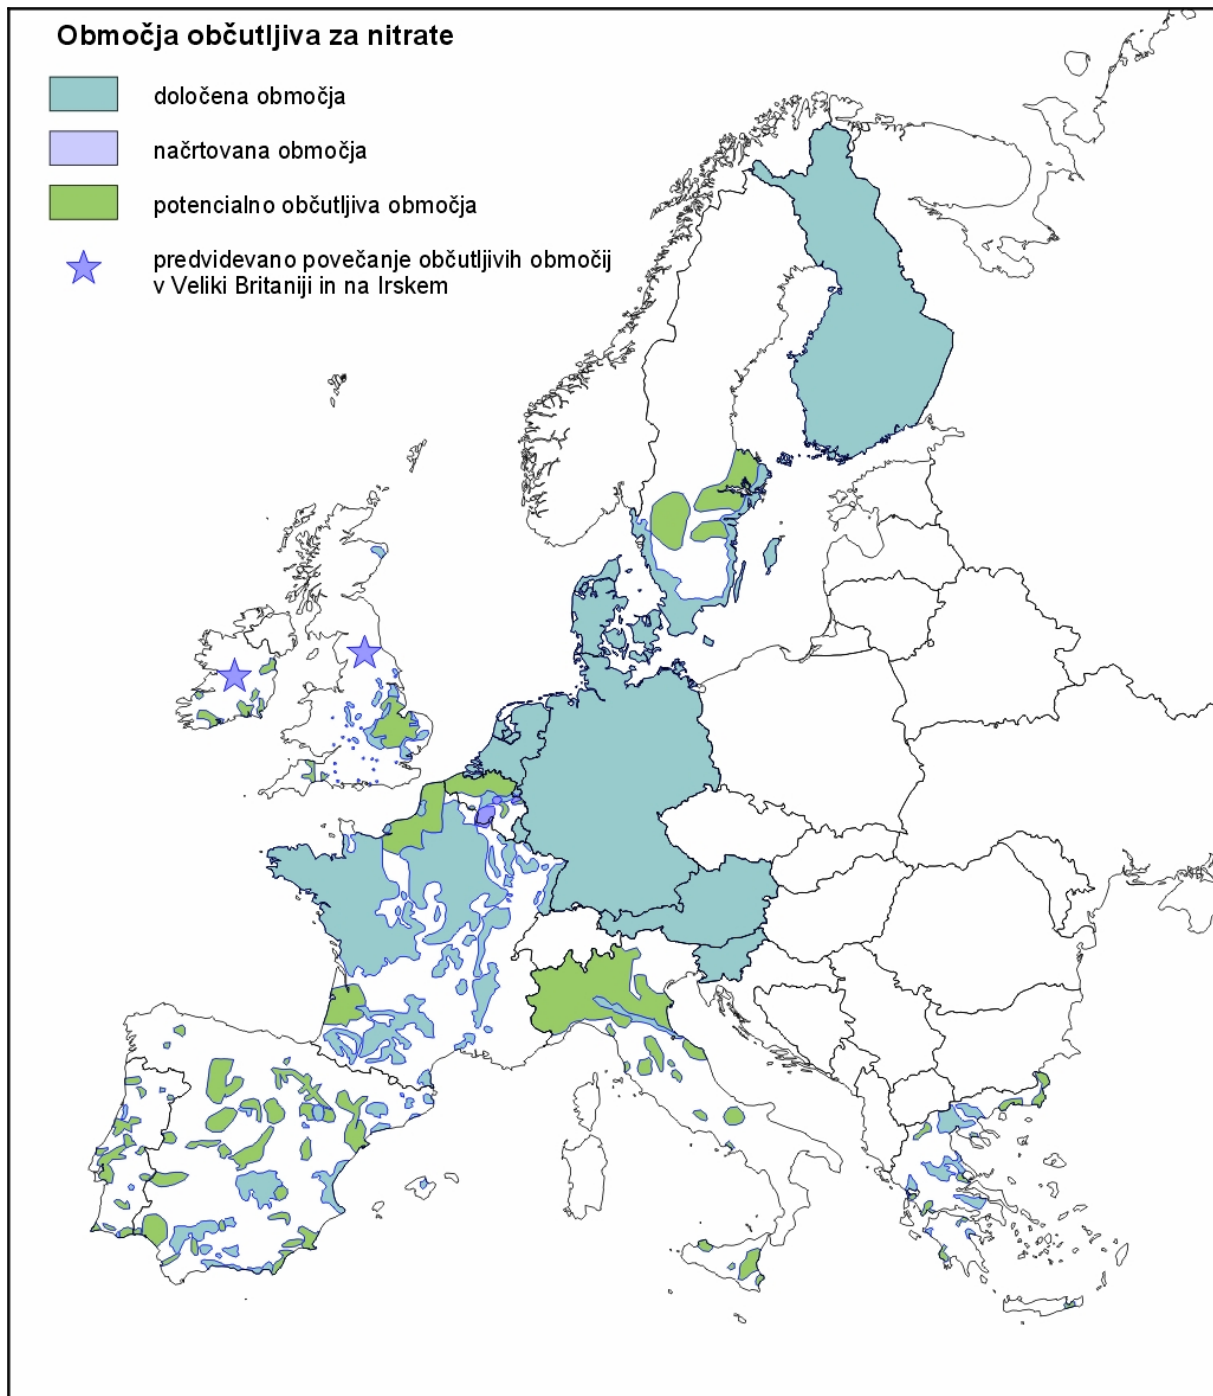 Območja občutljiva za nitrate
določena območja
načrtovana območja
potencialno občutljiva območja
predvidevano povečanje občutljivih območij
v Veliki Britaniji in na Irskem